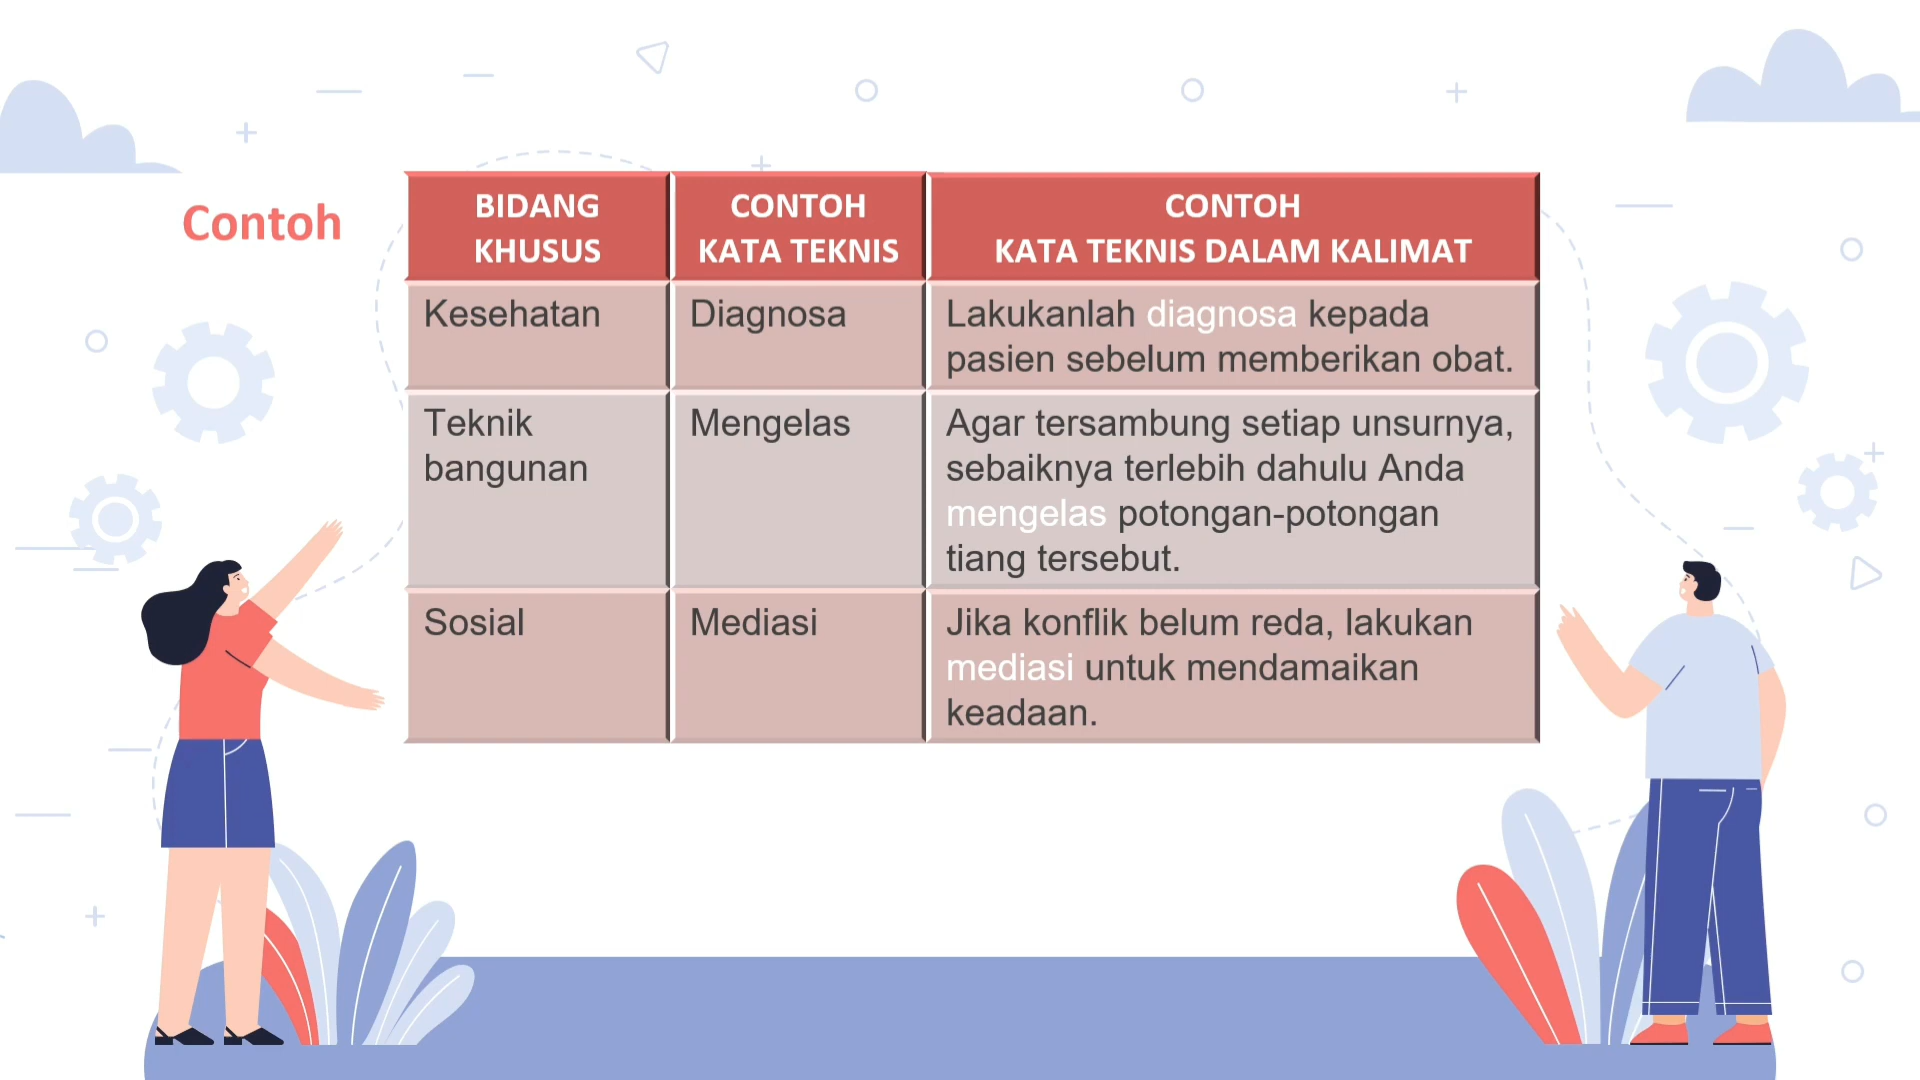 Contoh
BIDANG
KHUSUS
CONTOH
KATA TEKNIS
CONTOH
KATA TEKNIS DALAM KALIMAT
Kesehatan
Diagnosa
Lakukanlah diagnosa kepada
pasien sebelum memberikan obat.
Teknik
bangunan
Mengelas
Agar tersambung setiap unsurnya,
sebaiknya terlebih dahulu Anda
mengelas potongan-potongan
tiang tersebut.
Sosial
Mediasi
Jika konflik belum reda, lakukan
mediasi untuk mendamaikan
keadaan.